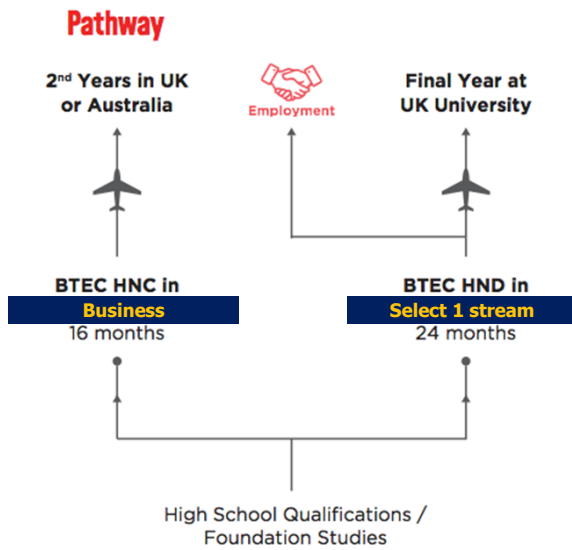 Pathway
2nd Years in UK
or Australia
Employment
Final Year at
UK University
BTEC HNC in
Business
16 months
BTEC HND in
Select 1 stream
24 months
High School Qualifications /
Foundation Studies